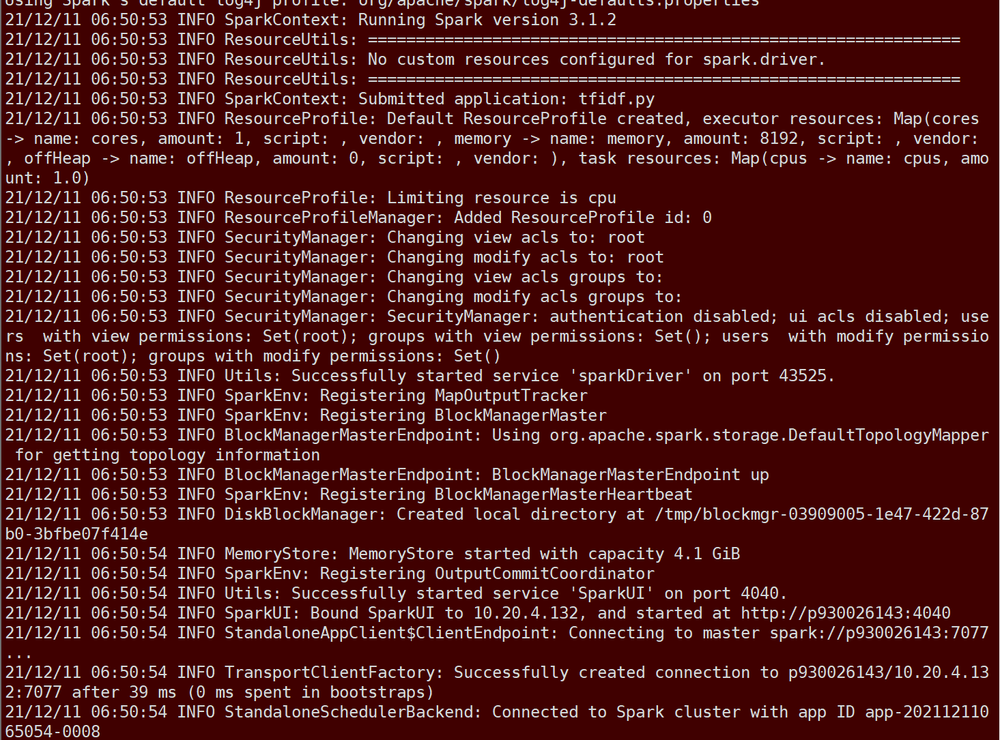 using Spark's default log4j profile: org/apache/spark/log4j-defaults.properties
21/12/11 06:50:53 INFO SparkContext: Running Spark version 3.1.2
21/12/11 06:50:53 INFO ResourceUtils: ==============================================================
21/12/11 06:50:53 INFO ResourceUtils: No custom resources configured for spark.driver.
21/12/11 06:50:53 INFO ResourceUtils: ==============================================================
21/12/11 06:50:53 INFO SparkContext: Submitted application: tfidf.py
21/12/11 06:50:53 INFO ResourceProfile: Default ResourceProfile created, executor resources: Map(cores
-> name: cores, amount: 1, script: , vendor: , memory -> name: memory, amount: 8192, script: , vendor:
, offHeap -> name: offHeap, amount: 0, script: , vendor: ), task resources: Map(cpus -> name: cpus, amo
unt: 1.0)
21/12/11 06:50:53 INFO ResourceProfile: Limiting resource is cpu
21/12/11 06:50:53 INFO ResourceProfileManager: Added ResourceProfile id: 0
21/12/11 06:50:53 INFO SecurityManager: Changing view acls to: root
21/12/11 06:50:53 INFO SecurityManager: Changing modify acls to: root
21/12/11 06:50:53 INFO SecurityManager: Changing view acls groups to:
21/12/11 06:50:53 INFO SecurityManager: Changing modify acls groups to:
21/12/11 06:50:53 INFO SecurityManager: SecurityManager: authentication disabled; ui acls disabled; use
rs  with view permissions: Set(root); groups with view permissions: Set(); users  with modify permissio
ns: Set(root); groups with modify permissions: Set()
21/12/11 06:50:53 INFO Utils: Successfully started service 'sparkDriver' on port 43525.
21/12/11 06:50:53 INFO SparkEnv: Registering MapOutputTracker
21/12/11 06:50:53 INFO SparkEnv: Registering BlockManagerMaster
21/12/11 06:50:53 INFO BlockManagerMasterEndpoint: Using org.apache.spark.storage.DefaultTopologyMapper
 for getting topology information
21/12/11 06:50:53 INFO BlockManagerMasterEndpoint: BlockManagerMasterEndpoint up
21/12/11 06:50:53 INFO SparkEnv: Registering BlockManagerMasterHeartbeat
21/12/11 06:50:53 INFO DiskBlockManager: Created local directory at /tmp/blockmgr-03909005-1e47-422d-87
b0-3bfbe07f414e
21/12/11 06:50:54 INFO MemoryStore: MemoryStore started with capacity 4.1 GiB
21/12/11 06:50:54 INFO SparkEnv: Registering OutputCommitCoordinator
21/12/11 06:50:54 INFO Utils: Successfully started service 'SparkUI' on port 4040.
21/12/11 06:50:54 INFO SparkUI: Bound SparkUI to 10.20.4.132, and started at http://p930026143:4040
21/12/11 06:50:54 INFO StandaloneAppClient$ClientEndpoint: Connecting to master spark://p930026143:7077
...
21/12/11 06:50:54 INFO TransportClientFactory: Successfully created connection to p930026143/10.20.4.13
2:7077 after 39 ms (0 ms spent in bootstraps)
21/12/11 06:50:54 INFO StandaloneSchedulerBackend: Connected to Spark cluster with app ID app-202112110
65054-0008